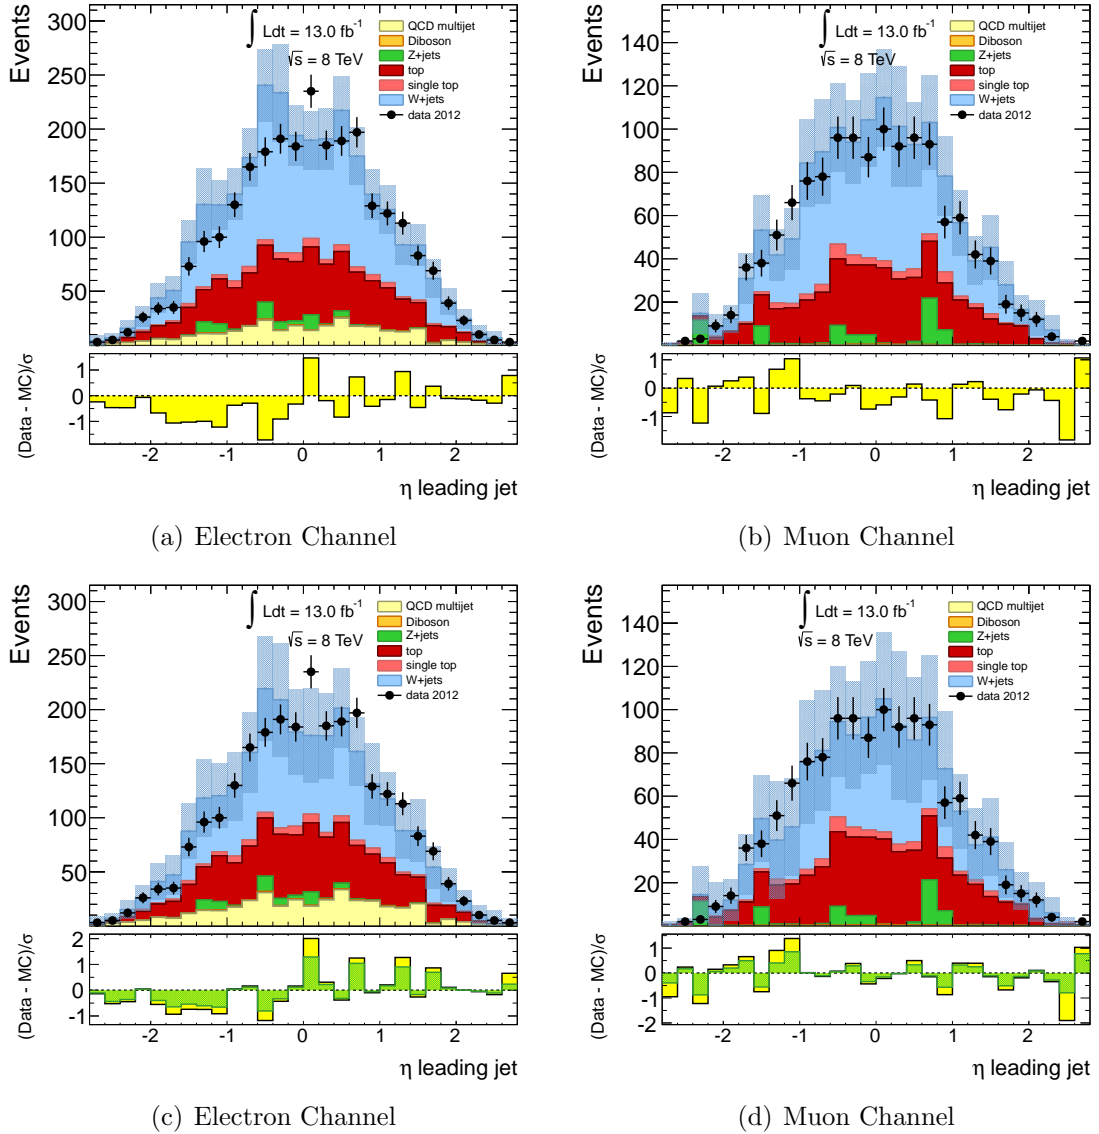 Events
300
250
200
150
100
50
∫ Ldt = 13.0 fb⁻¹
√s = 8 TeV
QCD multijet
Diboson
Z+jets
top
single top
W+jets
data 2012
(Data - MC)/σ
1
0
-1
-2 -1 0 1 2
η leading jet
(a) Electron Channel
Events
140
120
100
80
60
40
20
∫ Ldt = 13.0 fb⁻¹
√s = 8 TeV
QCD multijet
Diboson
Z+jets
top
single top
W+jets
data 2012
(Data - MC)/σ
1
0
-1
-2 -1 0 1 2
η leading jet
(b) Muon Channel
Events
300
250
200
150
100
50
∫ Ldt = 13.0 fb⁻¹
√s = 8 TeV
QCD multijet
Diboson
Z+jets
top
single top
W+jets
data 2012
(Data - MC)/σ
2
1
0
-1
-2 -1 0 1 2
η leading jet
(c) Electron Channel
Events
140
120
100
80
60
40
20
∫ Ldt = 13.0 fb⁻¹
√s = 8 TeV
QCD multijet
Diboson
Z+jets
top
single top
W+jets
data 2012
(Data - MC)/σ
1
0
-1
-2
-2 -1 0 1 2
η leading jet
(d) Muon Channel